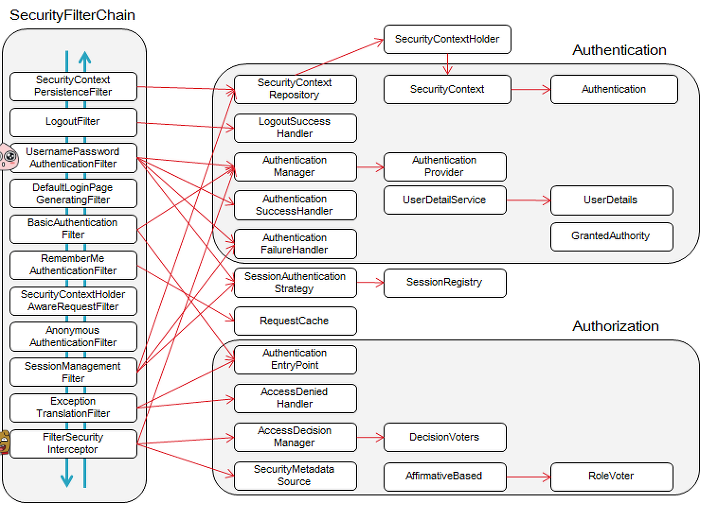 SecurityFilterChain
SecurityContext
PersistenceFilter
LogoutFilter
UsernamePassword
AuthenticationFilter
DefaultLoginPage
GeneratingFilter
BasicAuthentication
Filter
RememberMe
AuthenticationFilter
SecurityContextHolder
AwareRequestFilter
Anonymous
AuthenticationFilter
SessionManagement
Filter
Exception
TranslationFilter
FilterSecurity
Interceptor
SecurityContextHolder
Authentication
SecurityContext
Repository
SecurityContext
Authentication
LogoutSuccess
Handler
Authentication
Manager
Authentication
Provider
Authentication
SuccessHandler
UserDetailService
UserDetails
Authentication
FailureHandler
GrantedAuthority
SessionAuthentication
Strategy
SessionRegistry
RequestCache
Authorization
Authentication
EntryPoint
AccessDenied
Handler
AccessDecision
Manager
DecisionVoters
SecurityMetadata
Source
AffirmativeBased
RoleVoter